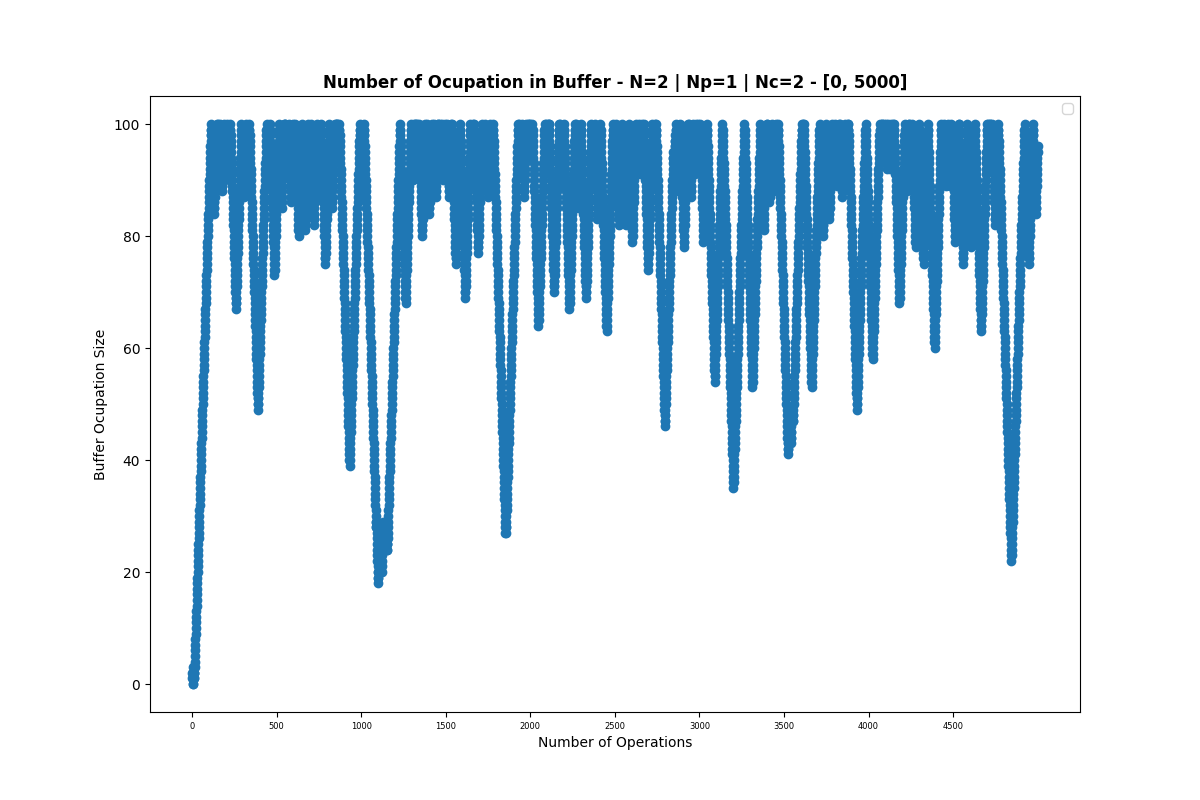 Number of Ocupation in Buffer - N=2 | Np=1 | Nc=2 - [0, 5000]
100
80
60
40
20
0
Buffer Ocupation Size
0 500 1000 1500 2000 2500 3000 3500 4000 4500
Number of Operations